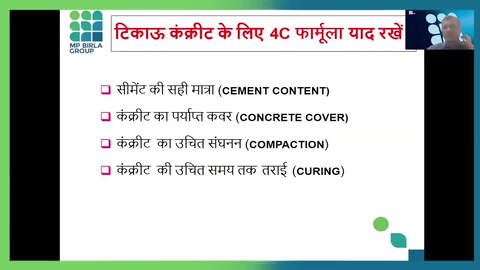 MP BIRLA
GROUP
टिकाऊ कंक्रीट के लिए 4C फार्मूला याद रखें
सीमेंट की सही मात्रा (CEMENT CONTENT)
कंक्रीट का पर्याप्त कवर (CONCRETE COVER)
कंक्रीट का उचित संघनन (COMPACTION)
कंक्रीट की उचित समय तक तराई (CURING)